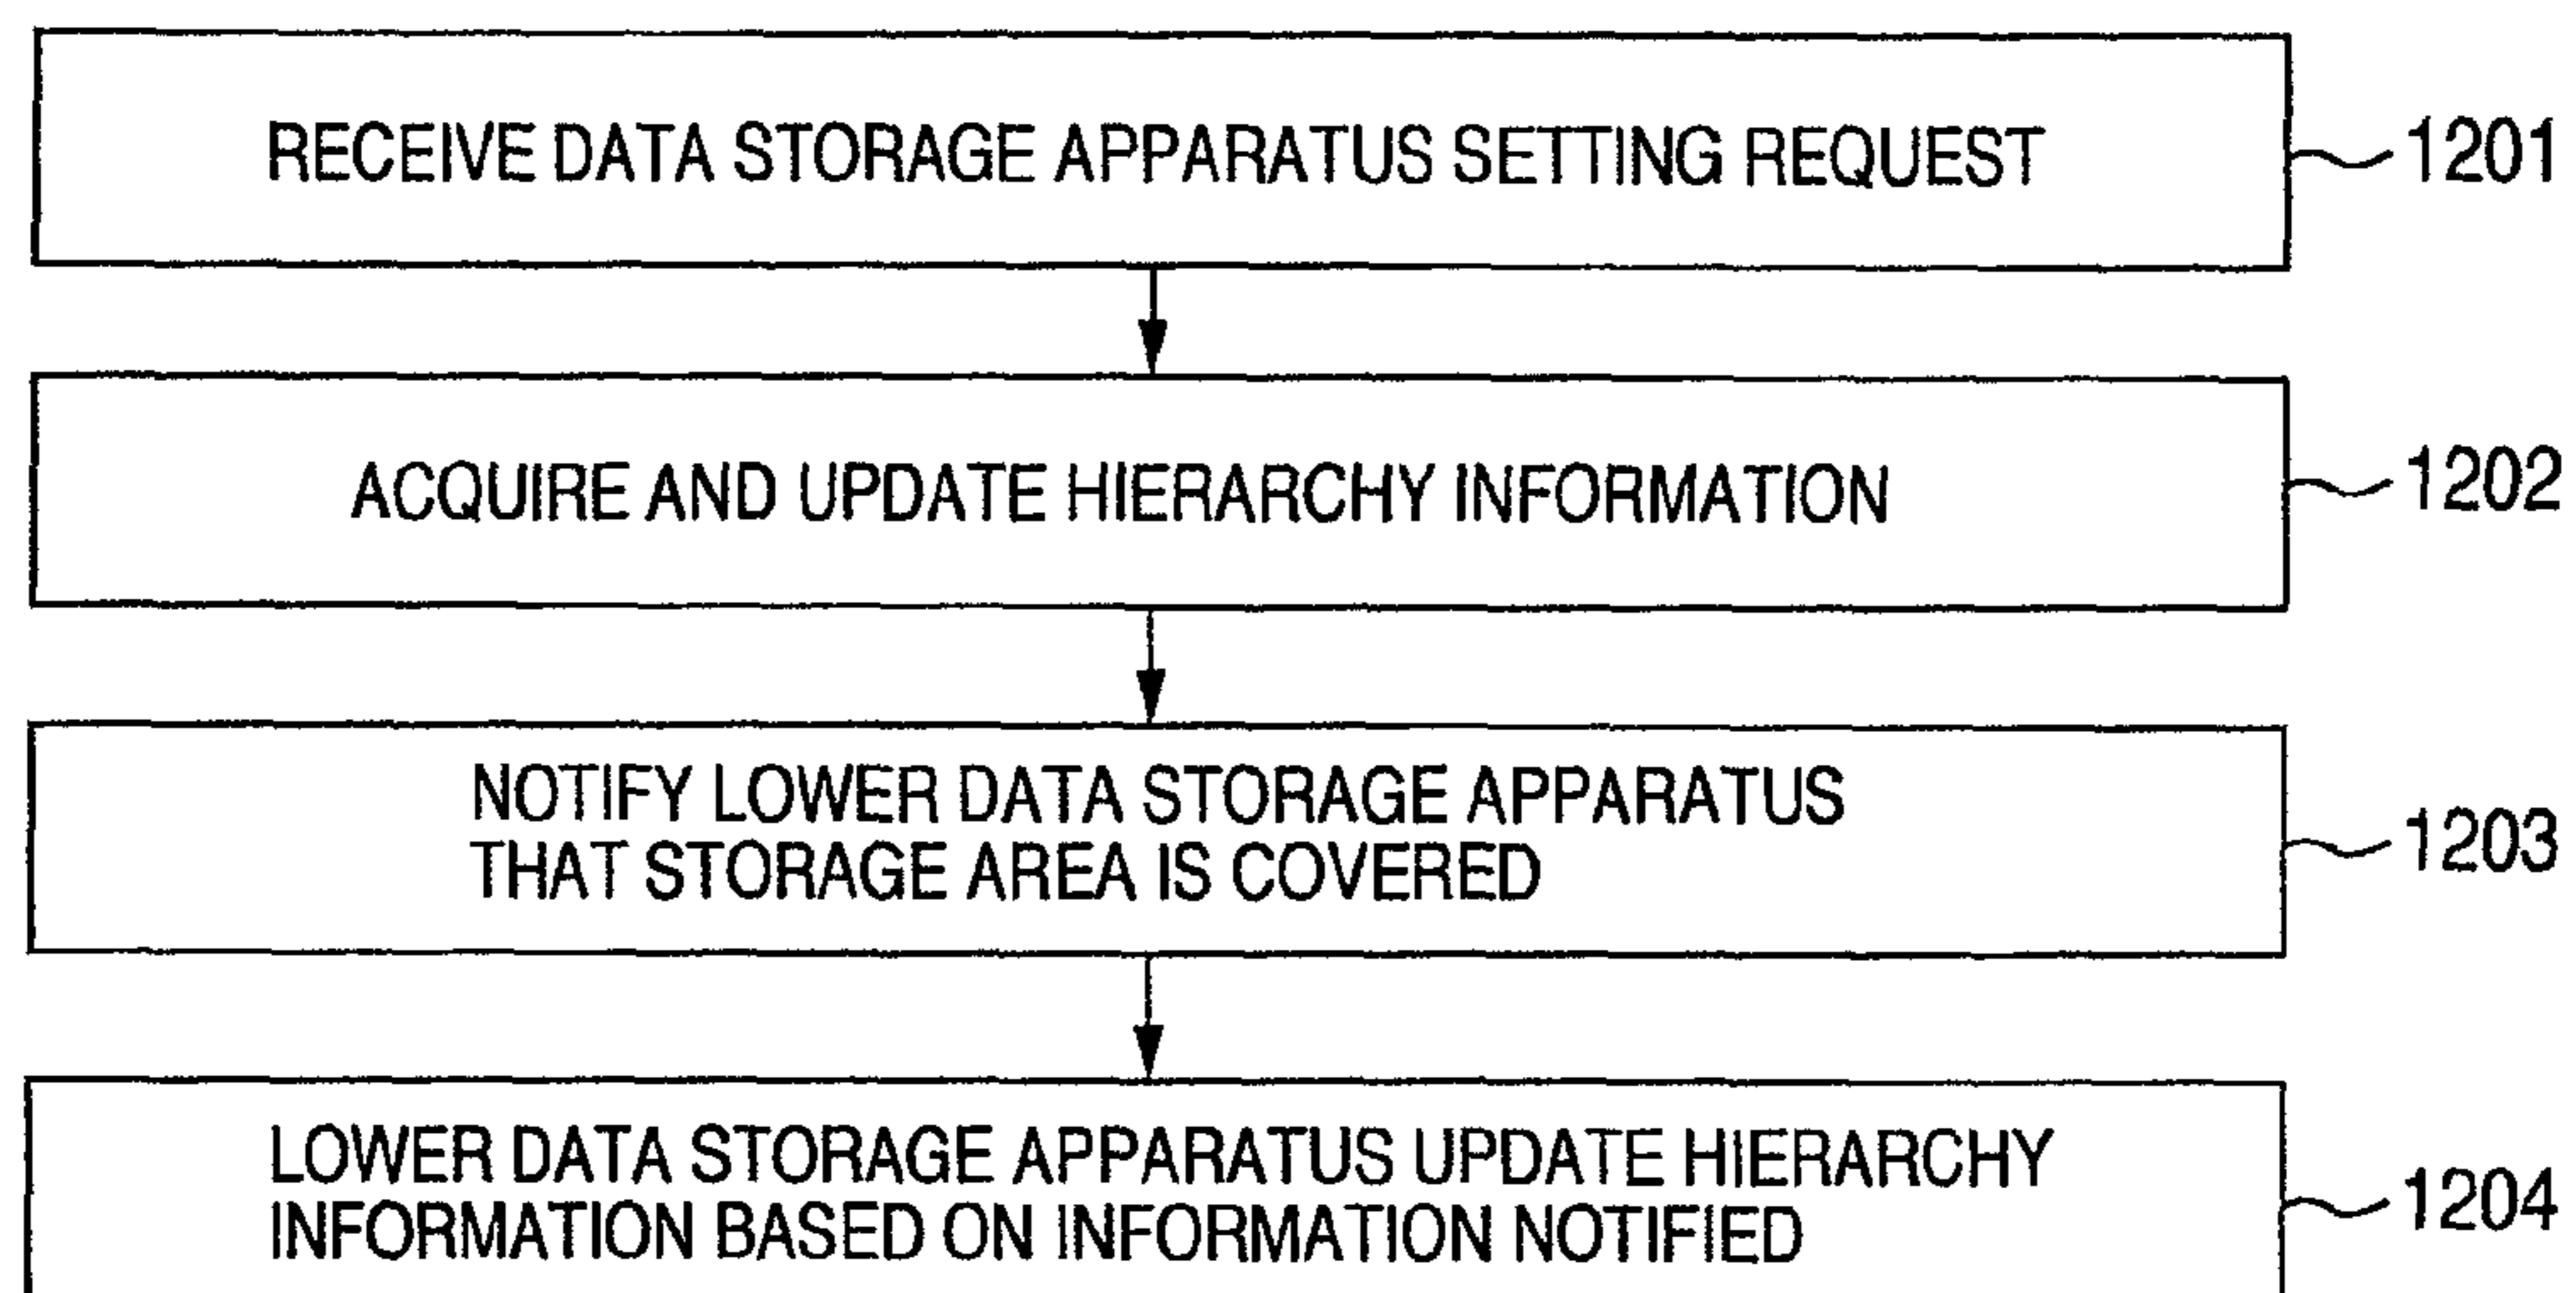 RECEIVE DATA STORAGE APPARATUS SETTING REQUEST
1201
ACQUIRE AND UPDATE HIERARCHY INFORMATION
1202
NOTIFY LOWER DATA STORAGE APPARATUS
THAT STORAGE AREA IS COVERED
1203
LOWER DATA STORAGE APPARATUS UPDATE HIERARCHY
INFORMATION BASED ON INFORMATION NOTIFIED
1204